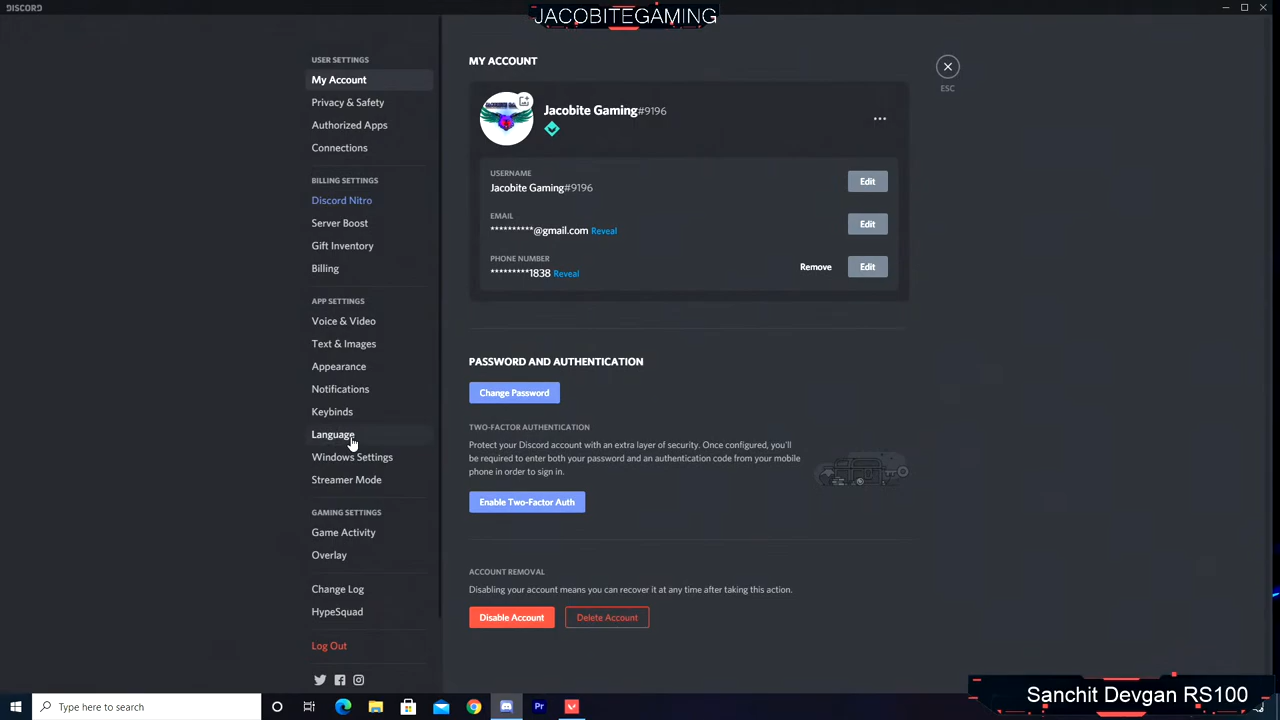 DISCORD
JACOBITEGAMING
USER SETTINGS
My Account
Privacy & Safety
Authorized Apps
Connections
BILLING SETTINGS
Discord Nitro
Server Boost
Gift Inventory
Billing
APP SETTINGS
Voice & Video
Text & Images
Appearance
Notifications
Keybinds
Language
Windows Settings
Streamer Mode
GAMING SETTINGS
Game Activity
Overlay
Change Log
HypeSquad
Log Out
MY ACCOUNT
ESC
Jacobite Gaming#9196
USERNAME
Jacobite Gaming#9196
Edit
EMAIL
**********@gmail.com Reveal
Edit
PHONE NUMBER
*********1838 Reveal
Remove
Edit
PASSWORD AND AUTHENTICATION
Change Password
TWO-FACTOR AUTHENTICATION
Protect your Discord account with an extra layer of security. Once configured, you'll
be required to enter both your password and an authentication code from your mobile
phone in order to sign in.
Enable Two-Factor Auth
ACCOUNT REMOVAL
Disabling your account means you can recover it at any time after taking this action.
Disable Account
Delete Account
Sanchit Devgan RS100
Type here to search
Pr